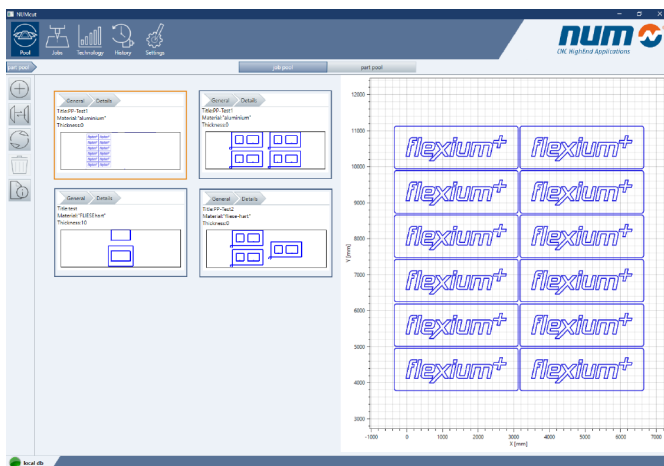 NUMcut
Pool
Jobs
Technology
History
Settings
num
CNC HighEnd Applications
part pool
job pool
part pool
General
Details
Title:PP-Test1
Material:"aluminium"
Thickness:0
General
Details
Title:PP-Test1
Material:"aluminium"
Thickness:0
General
Details
Title:test
Material:"FLIESEhart"
Thickness:10
General
Details
Title:PP-Test2
Material:"fliese-hart"
Thickness:0
12000
11000
10000
9000
8000
7000
6000
5000
4000
3000
Y [mm]
flexium+
flexium+
flexium+
flexium+
flexium+
flexium+
flexium+
flexium+
flexium+
flexium+
flexium+
flexium+
-1000
0
1000
2000
3000
4000
5000
6000
7000
X [mm]
local db